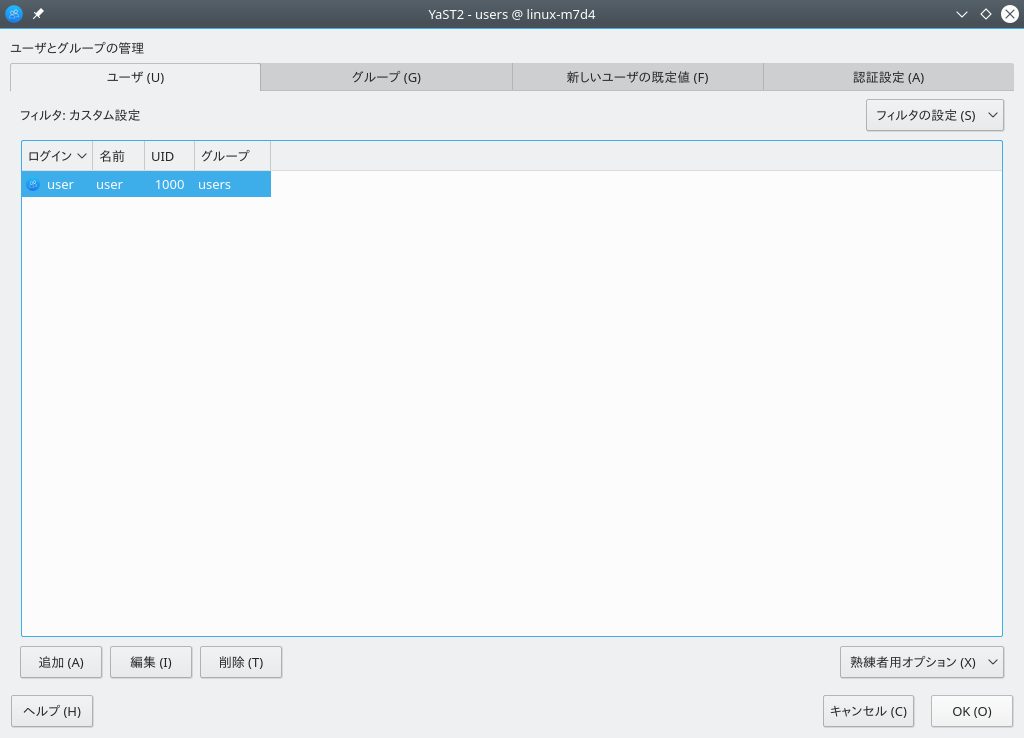 YaST2 - users @ linux-m7d4
ユーザとグループの管理
ユーザ (U) グループ (G) 新しいユーザの既定値 (F) 認証設定 (A)
フィルタ: カスタム設定 フィルタの設定 (S)
ログイン 名前 UID グループ
user user 1000 users
追加 (A) 編集 (I) 削除 (T) 熟練者用オプション (X)
ヘルプ (H) キャンセル (C) OK (O)